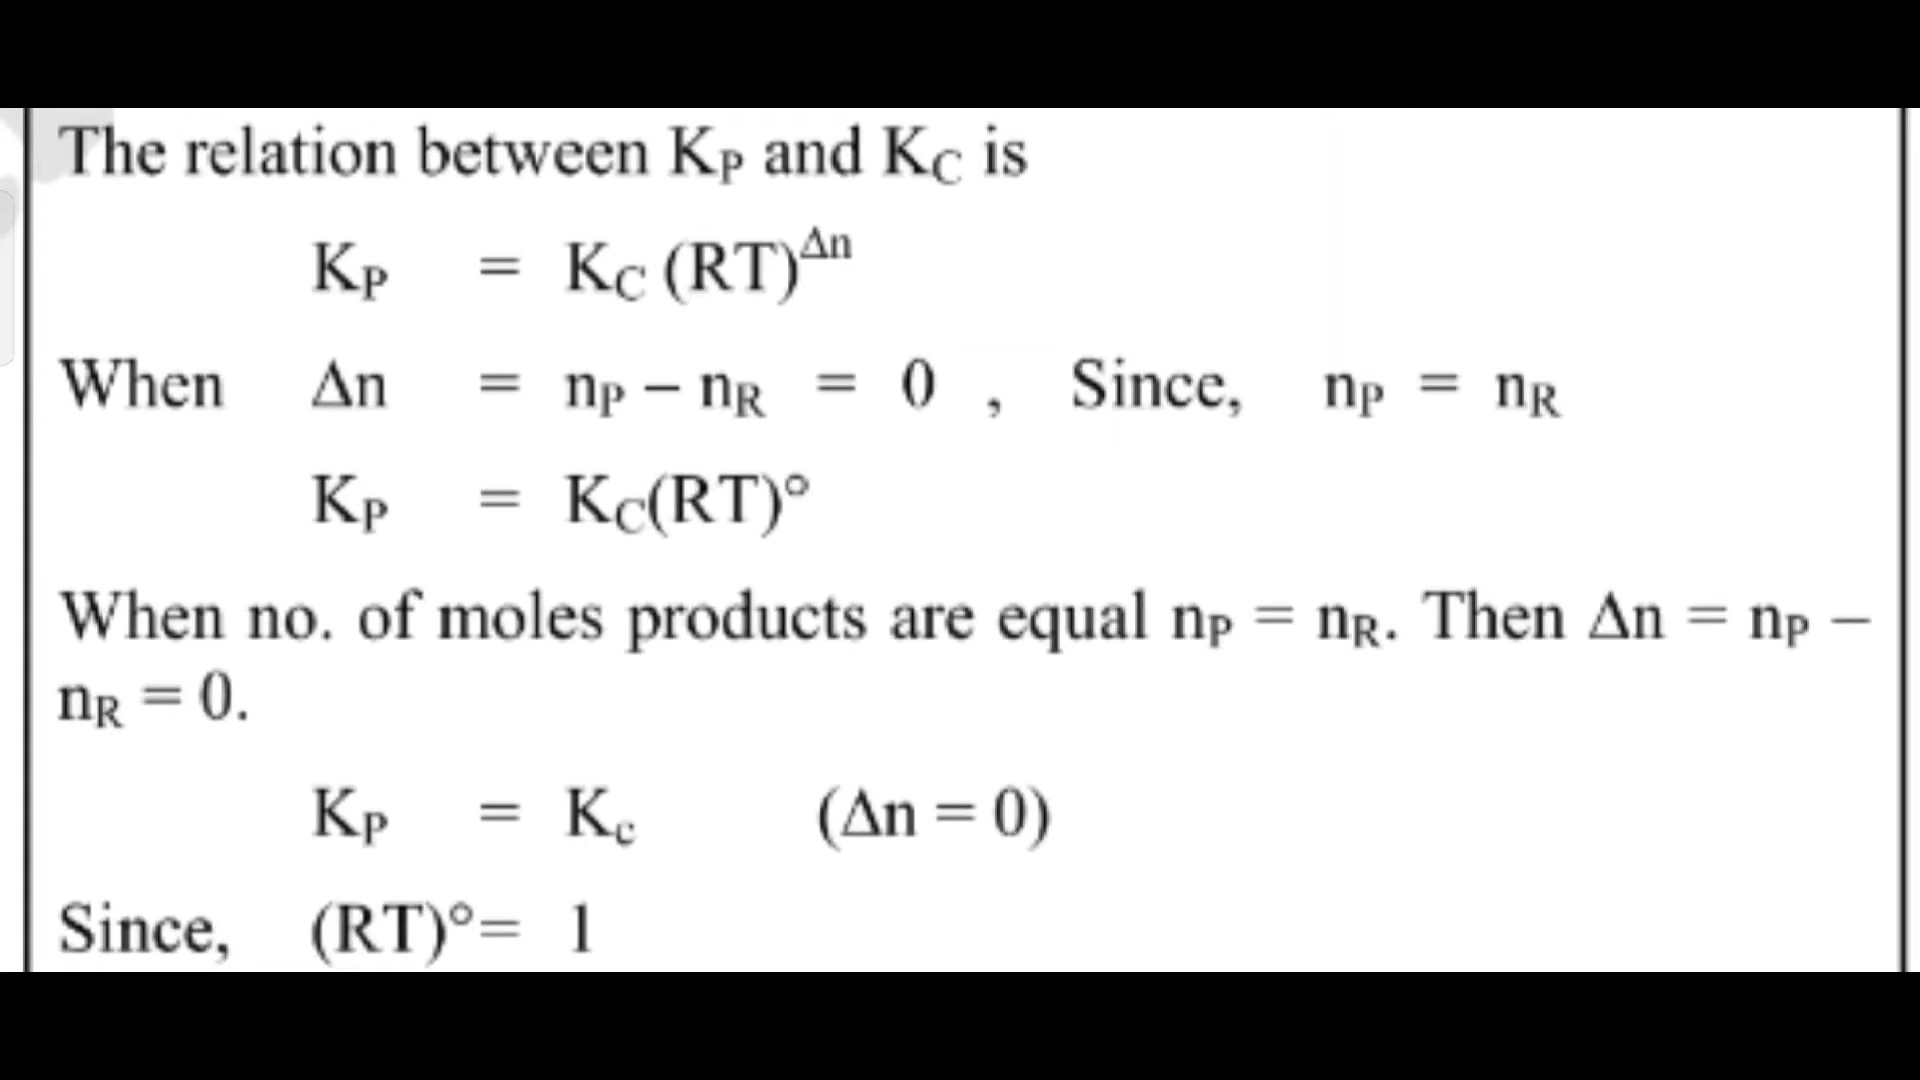 The relation between KP and KC is
KP = KC (RT)^Δn
When Δn = nP – nR = 0 , Since, nP = nR
KP = KC(RT)°
When no. of moles products are equal nP = nR. Then Δn = nP –
nR = 0.
KP = Kc (Δn = 0)
Since, (RT)°= 1